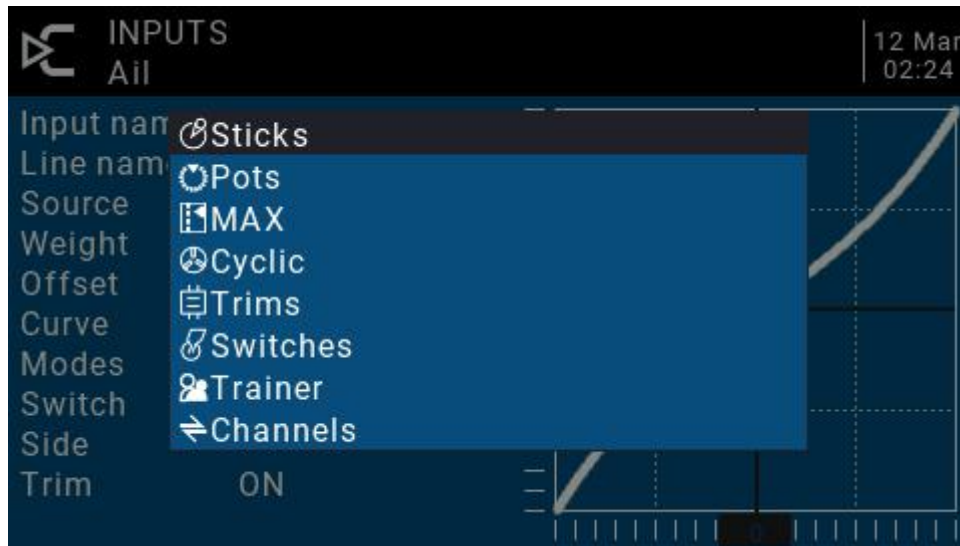 INPUTS
Ail
12 Mar
02:24
Input nam
Line nam
Source
Weight
Offset
Curve
Modes
Switch
Side
Trim ON
Sticks
Pots
MAX
Cyclic
Trims
Switches
Trainer
Channels
0